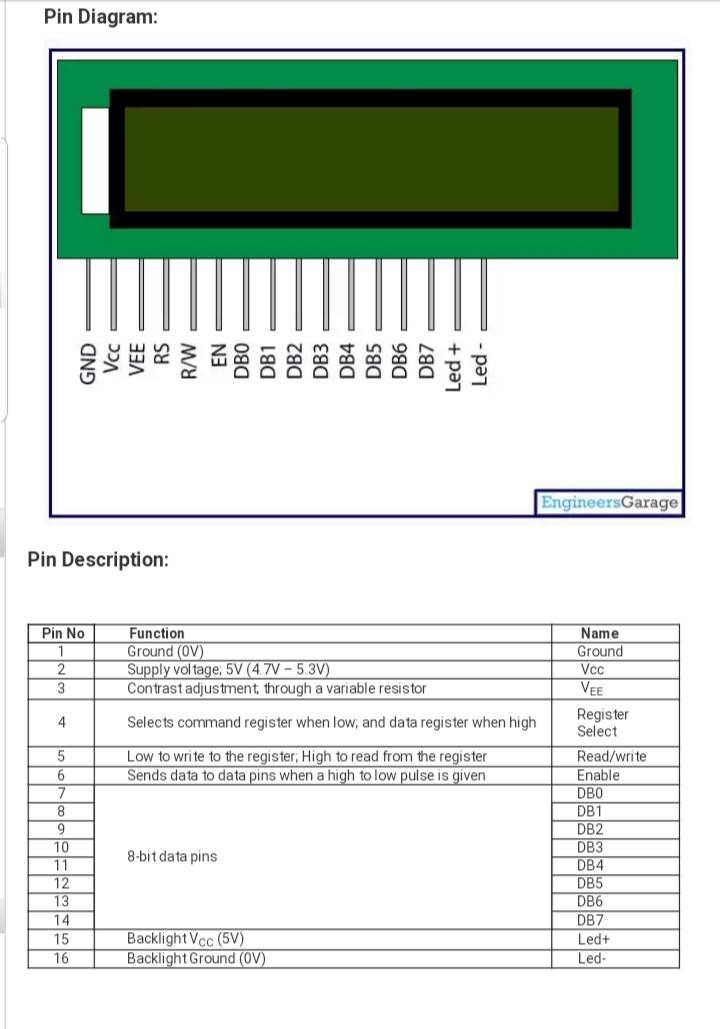 Pin Diagram:
GND
Vcc
VEE
RS
R/W
EN
DB0
DB1
DB2
DB3
DB4
DB5
DB6
DB7
Led +
Led -
EngineersGarage
Pin Description:
Pin No Function Name
1 Ground (0V) Ground
2 Supply voltage; 5V (4.7V – 5.3V) Vcc
3 Contrast adjustment; through a variable resistor VEE
4 Selects command register when low; and data register when high Register
Select
5 Low to write to the register; High to read from the register Read/write
6 Sends data to data pins when a high to low pulse is given Enable
7 DB0
8 DB1
9 DB2
10 DB3
8-bit data pins
11 DB4
12 DB5
13 DB6
14 DB7
15 Backlight VCC (5V) Led+
16 Backlight Ground (0V) Led-